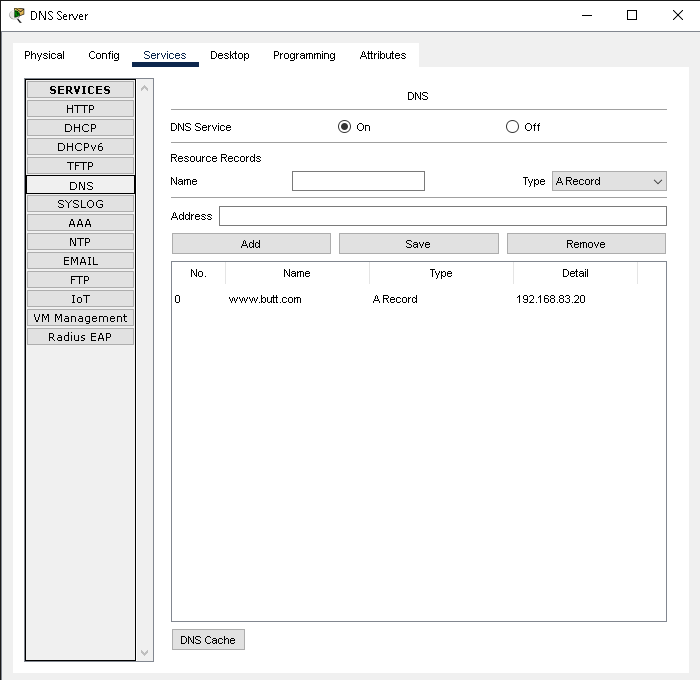 DNS Server
Physical Config Services Desktop Programming Attributes
SERVICES
HTTP
DHCP
DHCPv6
TFTP
DNS
SYSLOG
AAA
NTP
EMAIL
FTP
IoT
VM Management
Radius EAP
DNS
DNS Service On Off
Resource Records
Name Type A Record
Address
Add Save Remove
No. Name Type Detail
0 www.butt.com A Record 192.168.83.20
DNS Cache